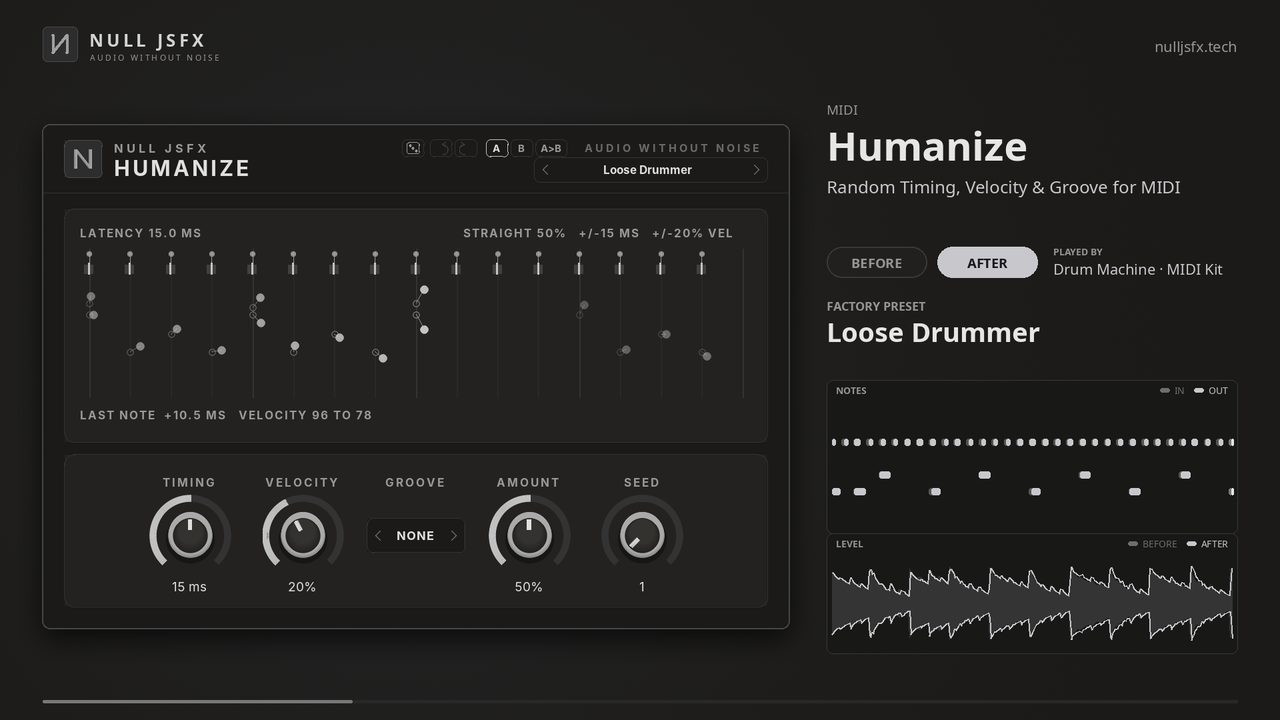 NULL JSFX
AUDIO WITHOUT NOISE
nulljsfx.tech
N
NULL JSFX
HUMANIZE
A
B
A>B
AUDIO WITHOUT NOISE
Loose Drummer
LATENCY 15.0 MS
STRAIGHT 50% +/-15 MS +/-20% VEL
LAST NOTE +10.5 MS VELOCITY 96 TO 78
TIMING
VELOCITY
GROOVE
AMOUNT
SEED
NONE
15 ms
20%
50%
1
MIDI
Humanize
Random Timing, Velocity & Groove for MIDI
BEFORE
AFTER
PLAYED BY
Drum Machine · MIDI Kit
FACTORY PRESET
Loose Drummer
NOTES
IN
OUT
LEVEL
BEFORE
AFTER